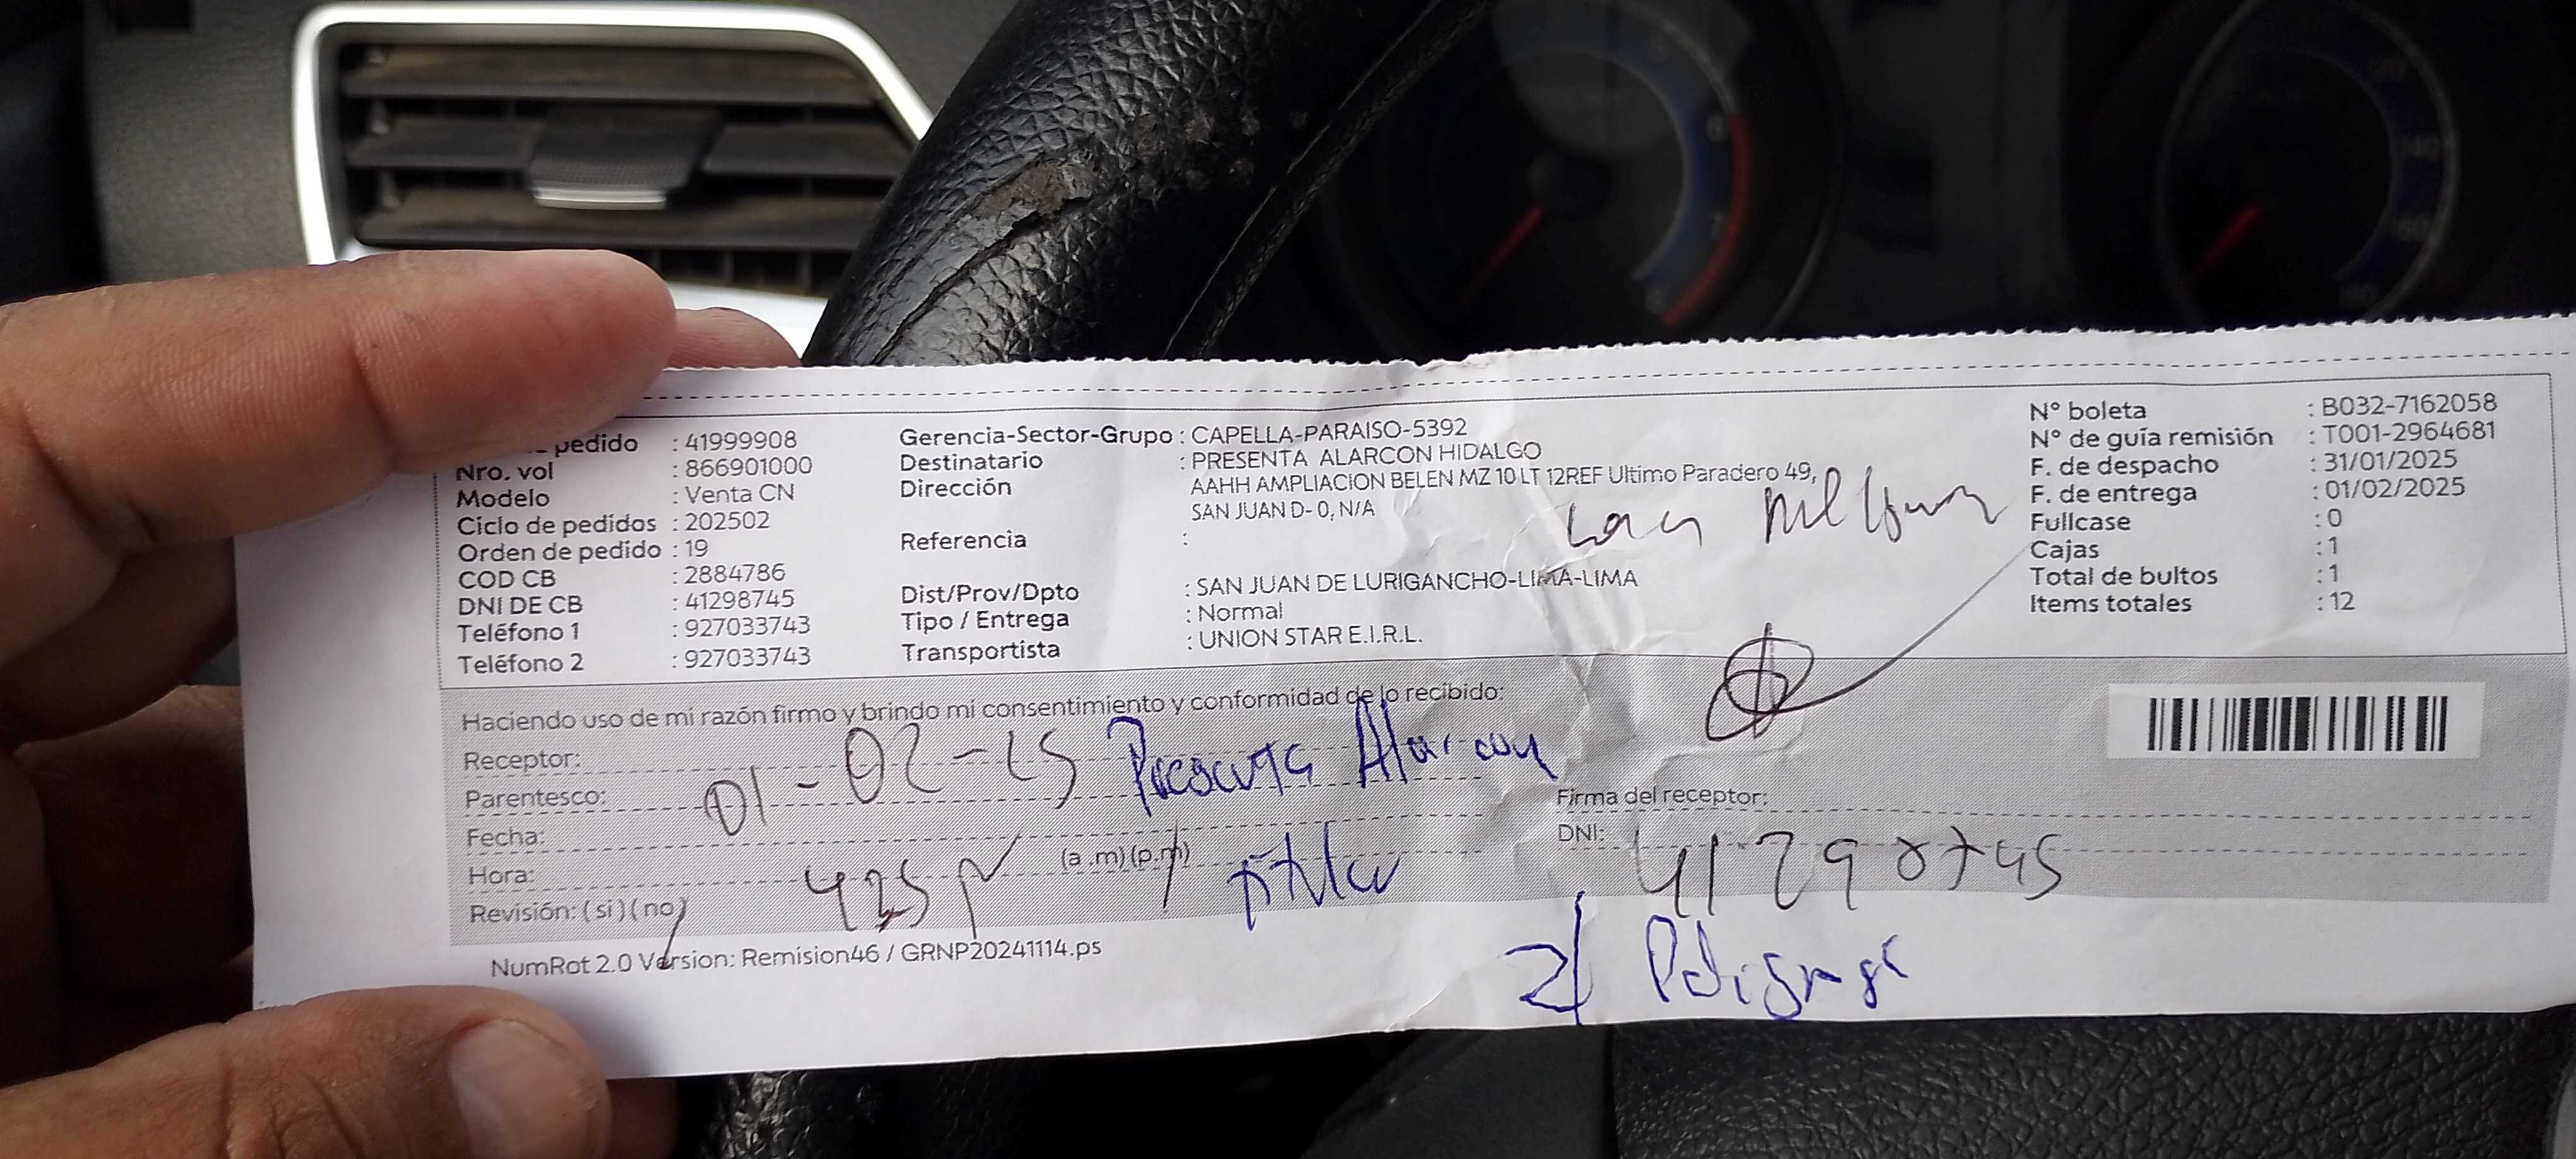 pedido : 41999908
Nro. vol : 866901000
Modelo : Venta CN
Ciclo de pedidos : 202502
Orden de pedido : 19
COD CB : 2884786
DNI DE CB : 41298745
Teléfono 1 : 927033743
Teléfono 2 : 927033743
Gerencia-Sector-Grupo : CAPELLA-PARAISO-5392
Destinatario : PRESENTA ALARCON HIDALGO
Dirección AAHH AMPLIACION BELEN MZ 10 LT 12REF Ultimo Paradero 49,
SAN JUAN D- 0, N/A
Referencia :
Dist/Prov/Dpto : SAN JUAN DE LURIGANCHO-LIMA-LIMA
Tipo / Entrega : Normal
Transportista : UNION STAR E.I.R.L.
N° boleta : B032-7162058
N° de guía remisión : T001-2964681
F. de despacho : 31/01/2025
F. de entrega : 01/02/2025
Fullcase : 0
Cajas : 1
Total de bultos : 1
Items totales : 12
Haciendo uso de mi razón firmo y brindo mi consentimiento y conformidad de lo recibido:
Receptor: Presenta Alarcon
Parentesco:
Fecha: 01-02-25
Hora: 425 p (a .m) (p.m)
Revisión: ( si ) ( no )
Firma del receptor:
DNI: 41298745
NumRot 2.0 Version: Remision46 / GRNP20241114.ps